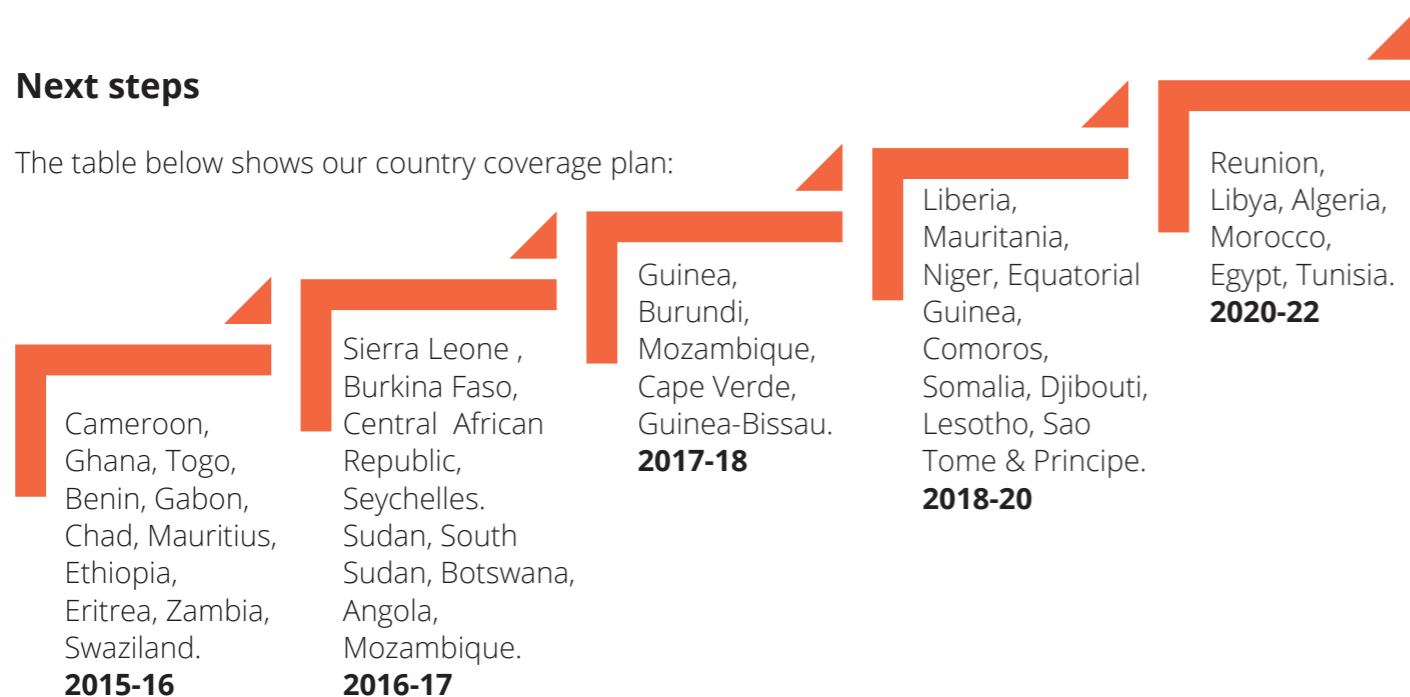 Next steps
The table below shows our country coverage plan:
Cameroon,
Ghana, Togo,
Benin, Gabon,
Chad, Mauritius,
Ethiopia,
Eritrea, Zambia,
Swaziland.
2015-16
Sierra Leone ,
Burkina Faso,
Central  African
Republic,
Seychelles.
Sudan, South
Sudan, Botswana,
Angola,
Mozambique.
2016-17
Guinea,
Burundi,
Mozambique,
Cape Verde,
Guinea-Bissau.
2017-18
Liberia,
Mauritania,
Niger, Equatorial
Guinea,
Comoros,
Somalia, Djibouti,
Lesotho, Sao
Tome & Principe.
2018-20
Reunion,
Libya, Algeria,
Morocco,
Egypt, Tunisia.
2020-22